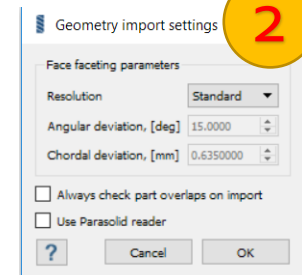 Geometry import settings
2
Face faceting parameters
Resolution Standard
Angular deviation, [deg] 15.0000
Chordal deviation, [mm] 0.6350000
Always check part overlaps on import
Use Parasolid reader
? Cancel OK